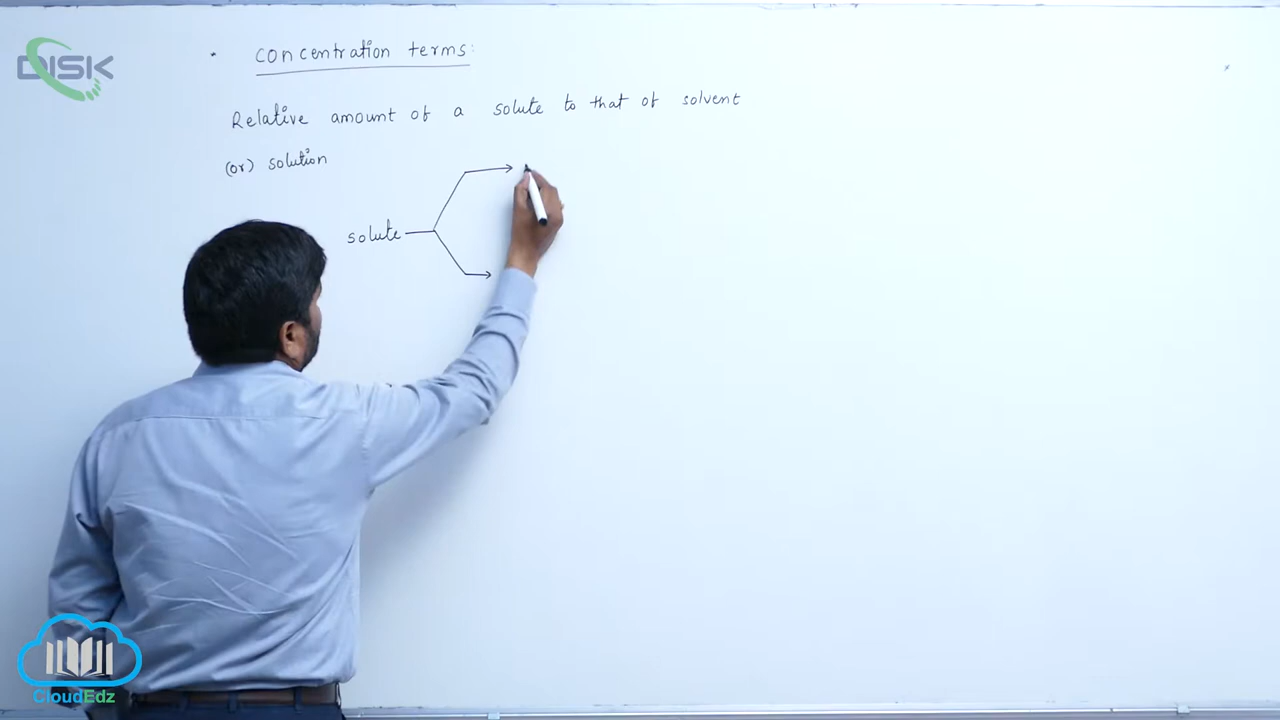 DISK
* Concentration terms:
Relative amount of a solute to that of solvent
(or) solution
solute
CloudEdz